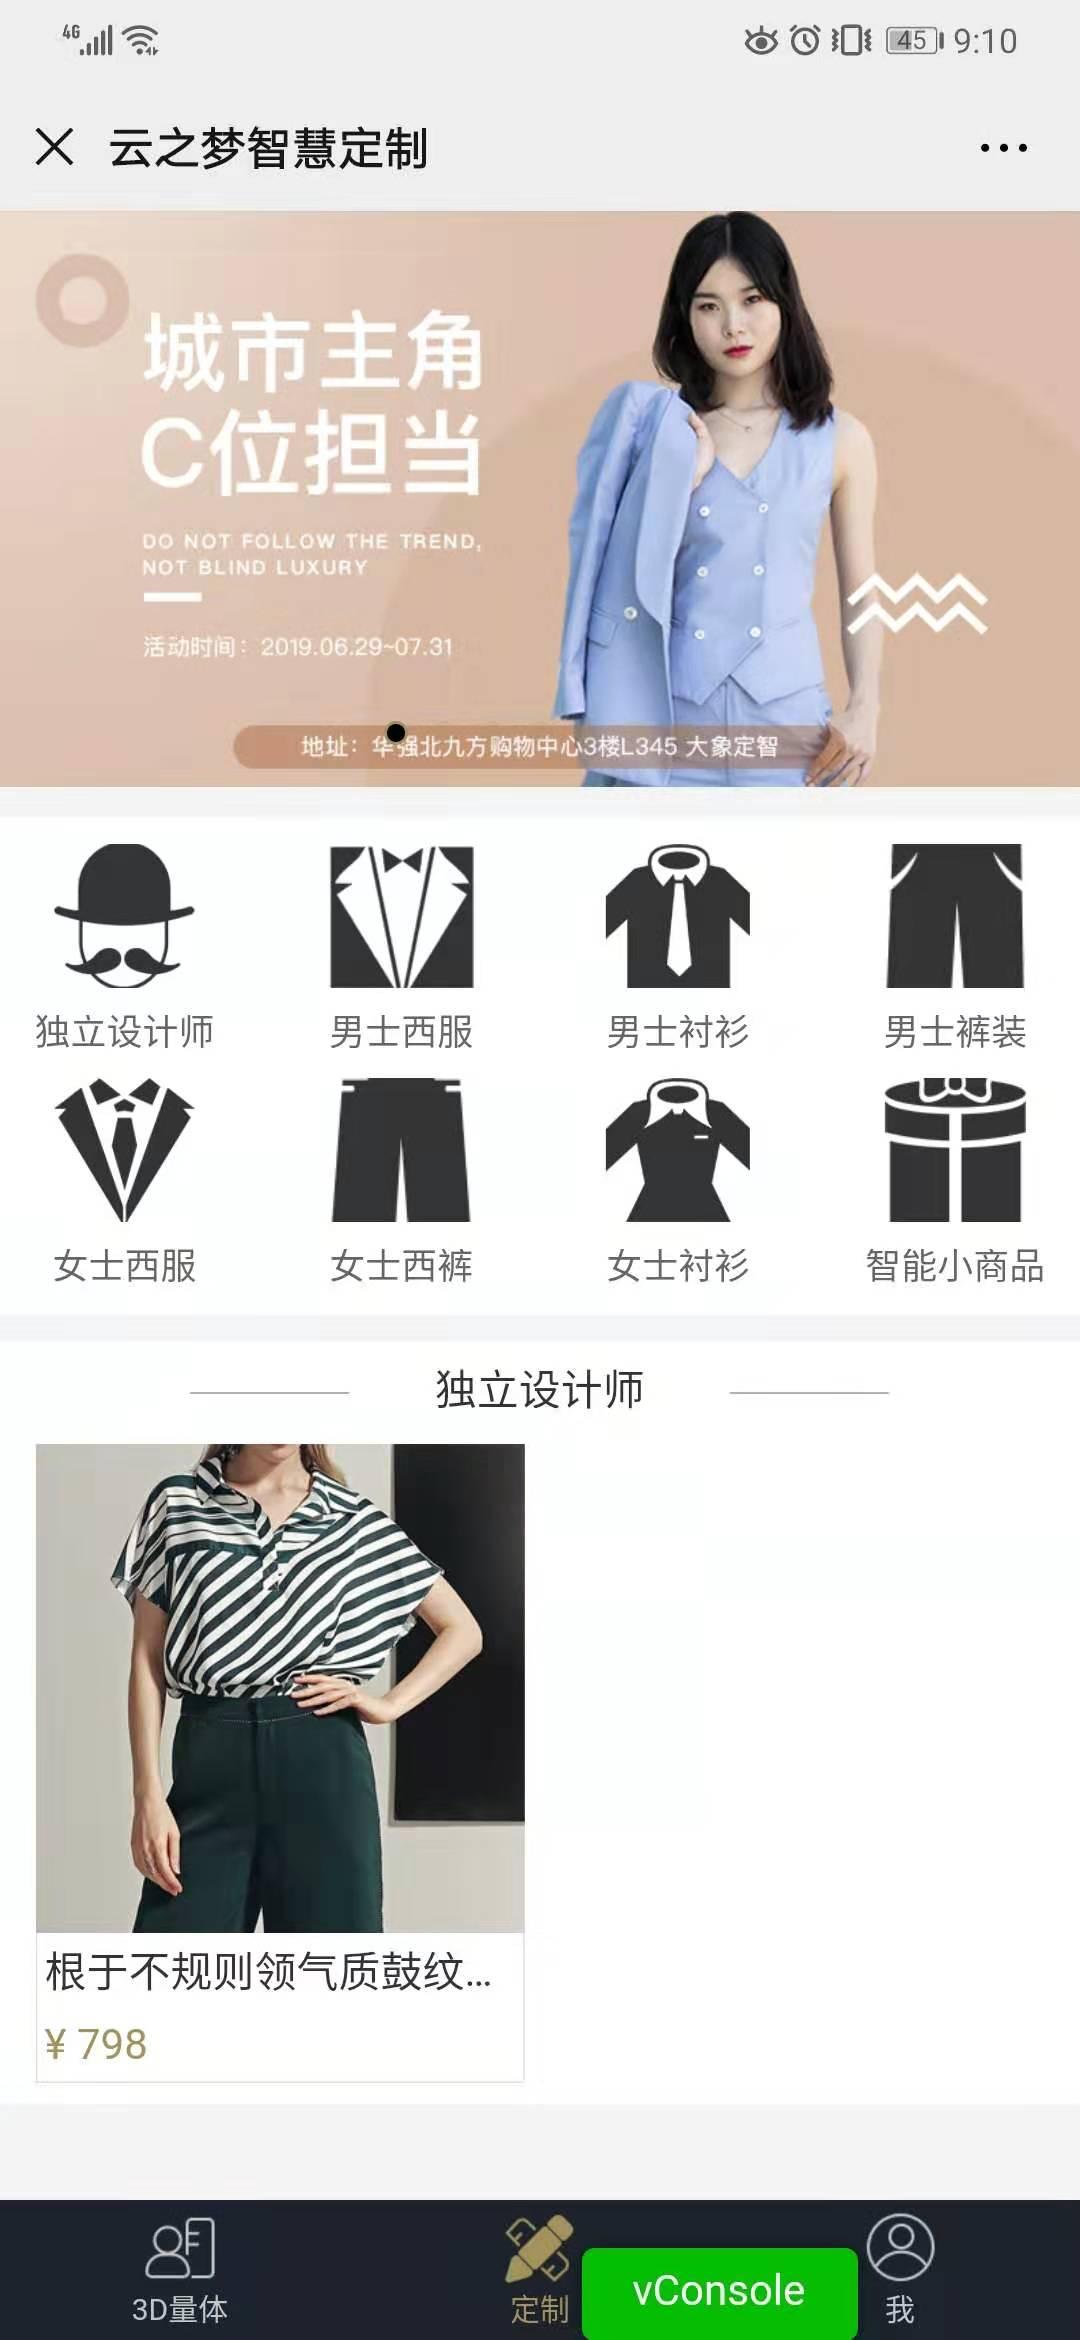 4G 45 9:10
云之梦智慧定制
城市主角
C位担当
DO NOT FOLLOW THE TREND,
NOT BLIND LUXURY
活动时间：2019.06.29~07.31
地址：华强北九方购物中心3楼L345 大象定智
独立设计师 男士西服 男士衬衫 男士裤装
女士西服 女士西裤 女士衬衫 智能小商品
独立设计师
根于不规则领气质鼓纹...
¥ 798
vConsole
3D量体 定制 我